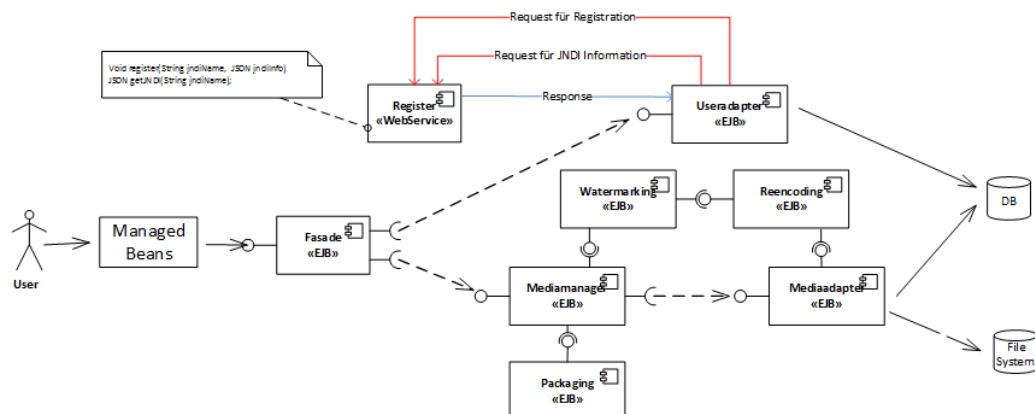 Request für Registration
Void register(String jndiName, JSON jndiInfo)
JSON getJNDI(String jndiName);
Request für JNDI Information
Register
«WebService»
Response
Useradapter
«EJB»
Watermarking
«EJB»
Reencoding
«EJB»
DB
User
Managed
Beans
Fasade
«EJB»
Mediamanager
«EJB»
Mediaadapter
«EJB»
File
System
Packaging
«EJB»